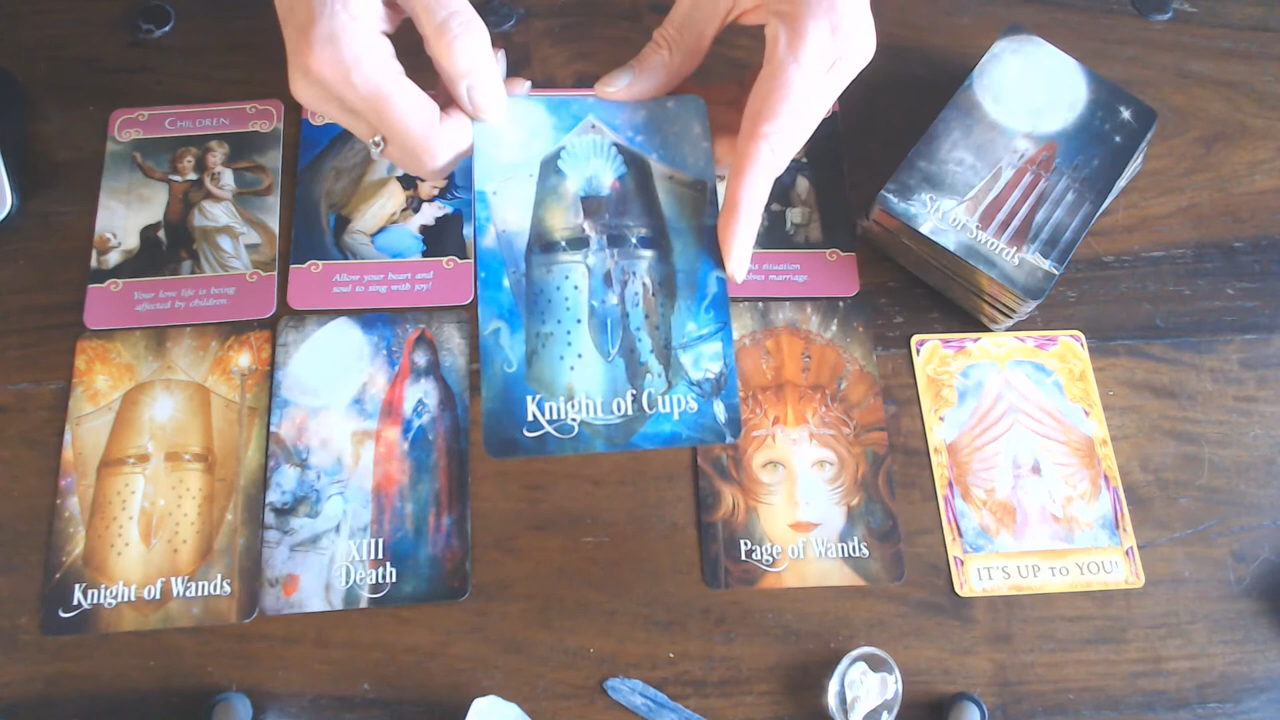 CHILDREN
Your love life is being
affected by children.
Allow your heart and
soul to sing with joy!
situation
marriage.
Six of Swords
Knight of Cups
Knight of Wands
XIII
Death
Page of Wands
IT'S UP TO YOU!